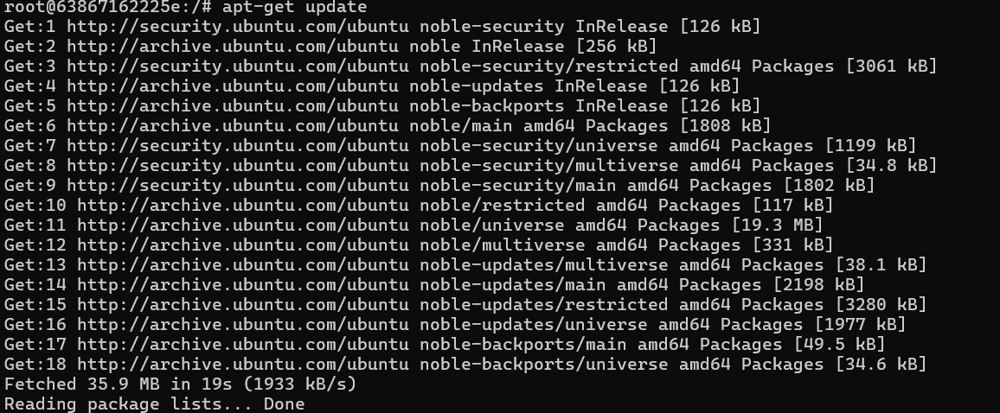 root@63867162225e:/# apt-get update
Get:1 http://security.ubuntu.com/ubuntu noble-security InRelease [126 kB]
Get:2 http://archive.ubuntu.com/ubuntu noble InRelease [256 kB]
Get:3 http://security.ubuntu.com/ubuntu noble-security/restricted amd64 Packages [3061 kB]
Get:4 http://archive.ubuntu.com/ubuntu noble-updates InRelease [126 kB]
Get:5 http://archive.ubuntu.com/ubuntu noble-backports InRelease [126 kB]
Get:6 http://archive.ubuntu.com/ubuntu noble/main amd64 Packages [1808 kB]
Get:7 http://security.ubuntu.com/ubuntu noble-security/universe amd64 Packages [1199 kB]
Get:8 http://security.ubuntu.com/ubuntu noble-security/multiverse amd64 Packages [34.8 kB]
Get:9 http://security.ubuntu.com/ubuntu noble-security/main amd64 Packages [1802 kB]
Get:10 http://archive.ubuntu.com/ubuntu noble/restricted amd64 Packages [117 kB]
Get:11 http://archive.ubuntu.com/ubuntu noble/universe amd64 Packages [19.3 MB]
Get:12 http://archive.ubuntu.com/ubuntu noble/multiverse amd64 Packages [331 kB]
Get:13 http://archive.ubuntu.com/ubuntu noble-updates/multiverse amd64 Packages [38.1 kB]
Get:14 http://archive.ubuntu.com/ubuntu noble-updates/main amd64 Packages [2198 kB]
Get:15 http://archive.ubuntu.com/ubuntu noble-updates/restricted amd64 Packages [3280 kB]
Get:16 http://archive.ubuntu.com/ubuntu noble-updates/universe amd64 Packages [1977 kB]
Get:17 http://archive.ubuntu.com/ubuntu noble-backports/main amd64 Packages [49.5 kB]
Get:18 http://archive.ubuntu.com/ubuntu noble-backports/universe amd64 Packages [34.6 kB]
Fetched 35.9 MB in 19s (1933 kB/s)
Reading package lists... Done